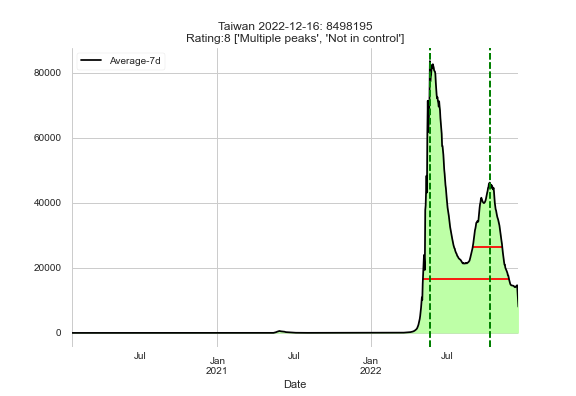 Taiwan 2022-12-16: 8498195
Rating:8 ['Multiple peaks', 'Not in control']
Average-7d
80000
60000
40000
20000
0
Jul
Jan
2021
Jul
Jan
2022
Jul
Date